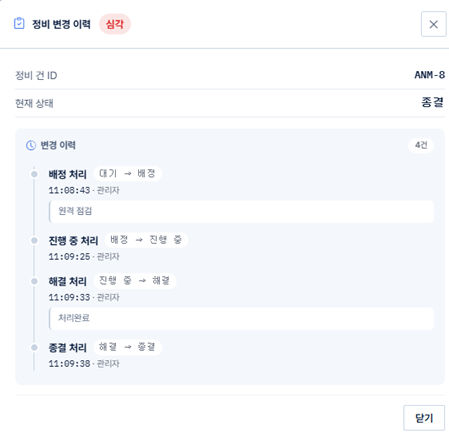 정비 변경 이력 심각
정비 건 ID ANM-8
현재 상태 종결
변경 이력 4건
배정 처리 대기 → 배정
11:08:43 · 관리자
원격 점검
진행 중 처리 배정 → 진행 중
11:09:25 · 관리자
해결 처리 진행 중 → 해결
11:09:33 · 관리자
처리완료
종결 처리 해결 → 종결
11:09:38 · 관리자
닫기